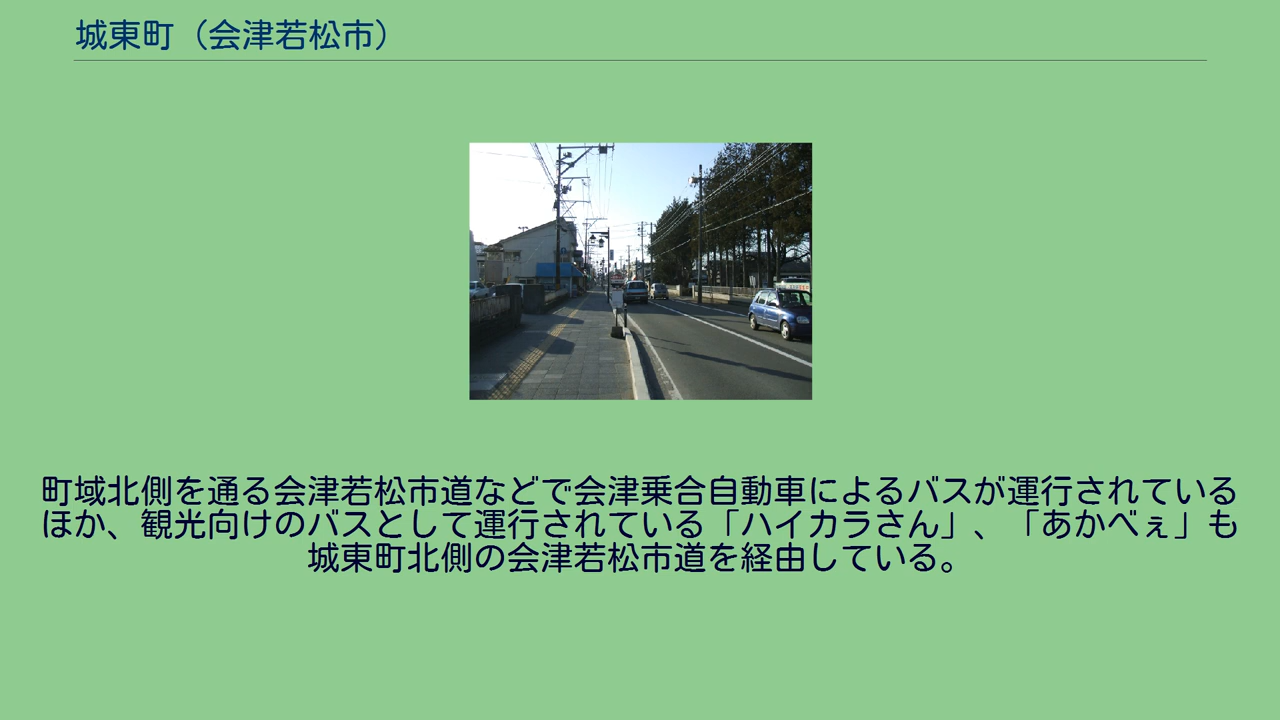 城東町（会津若松市）
町域北側を通る会津若松市道などで会津乗合自動車によるバスが運行されている
ほか、観光向けのバスとして運行されている「ハイカラさん」、「あかべぇ」も
城東町北側の会津若松市道を経由している。